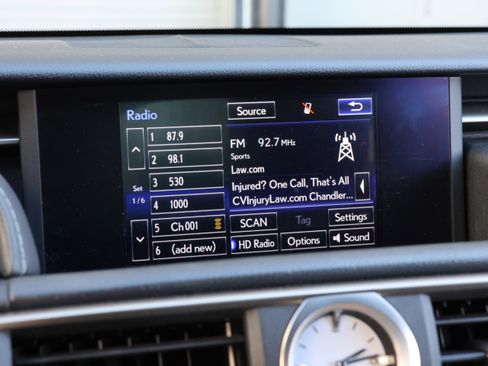 Radio
Source
1 87.9
2 98.1
3 530
4 1000
5 Ch 001
6 (add new)
Set
1/6
FM 92.7 MHz
Sports
Law.com
Injured? One Call, That's All
CVInjuryLaw.com Chandler...
SCAN
Tag
Settings
HD Radio
Options
Sound